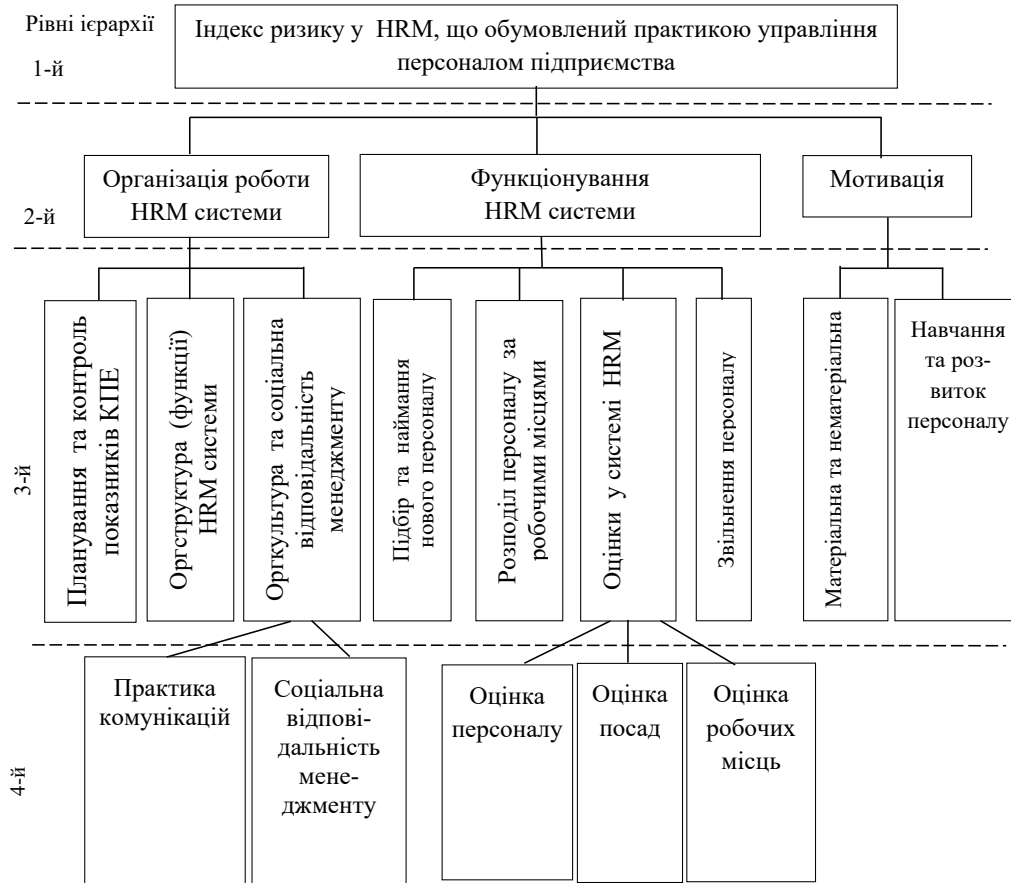 Рівні ієрархії
1-й
Індекс ризику у HRM, що обумовлений практикою управління
персоналом підприємства
2-й
Організація роботи
HRM системи
Функціонування
HRM системи
Мотивація
3-й
Планування та контроль
показників КПЕ
Оргструктура (функції)
HRM системи
Оргкультура та соціальна
відповідальність
менеджменту
Підбір та наймання
нового персоналу
Розподіл персоналу за
робочими місцями
Оцінки у системі HRM
Звільнення персоналу
Матеріальна та нематеріальна
Навчання
та роз-
виток
персоналу
4-й
Практика
комунікацій
Соціальна
відпові-
дальність
мене-
джменту
Оцінка
персоналу
Оцінка
посад
Оцінка
робочих
місць